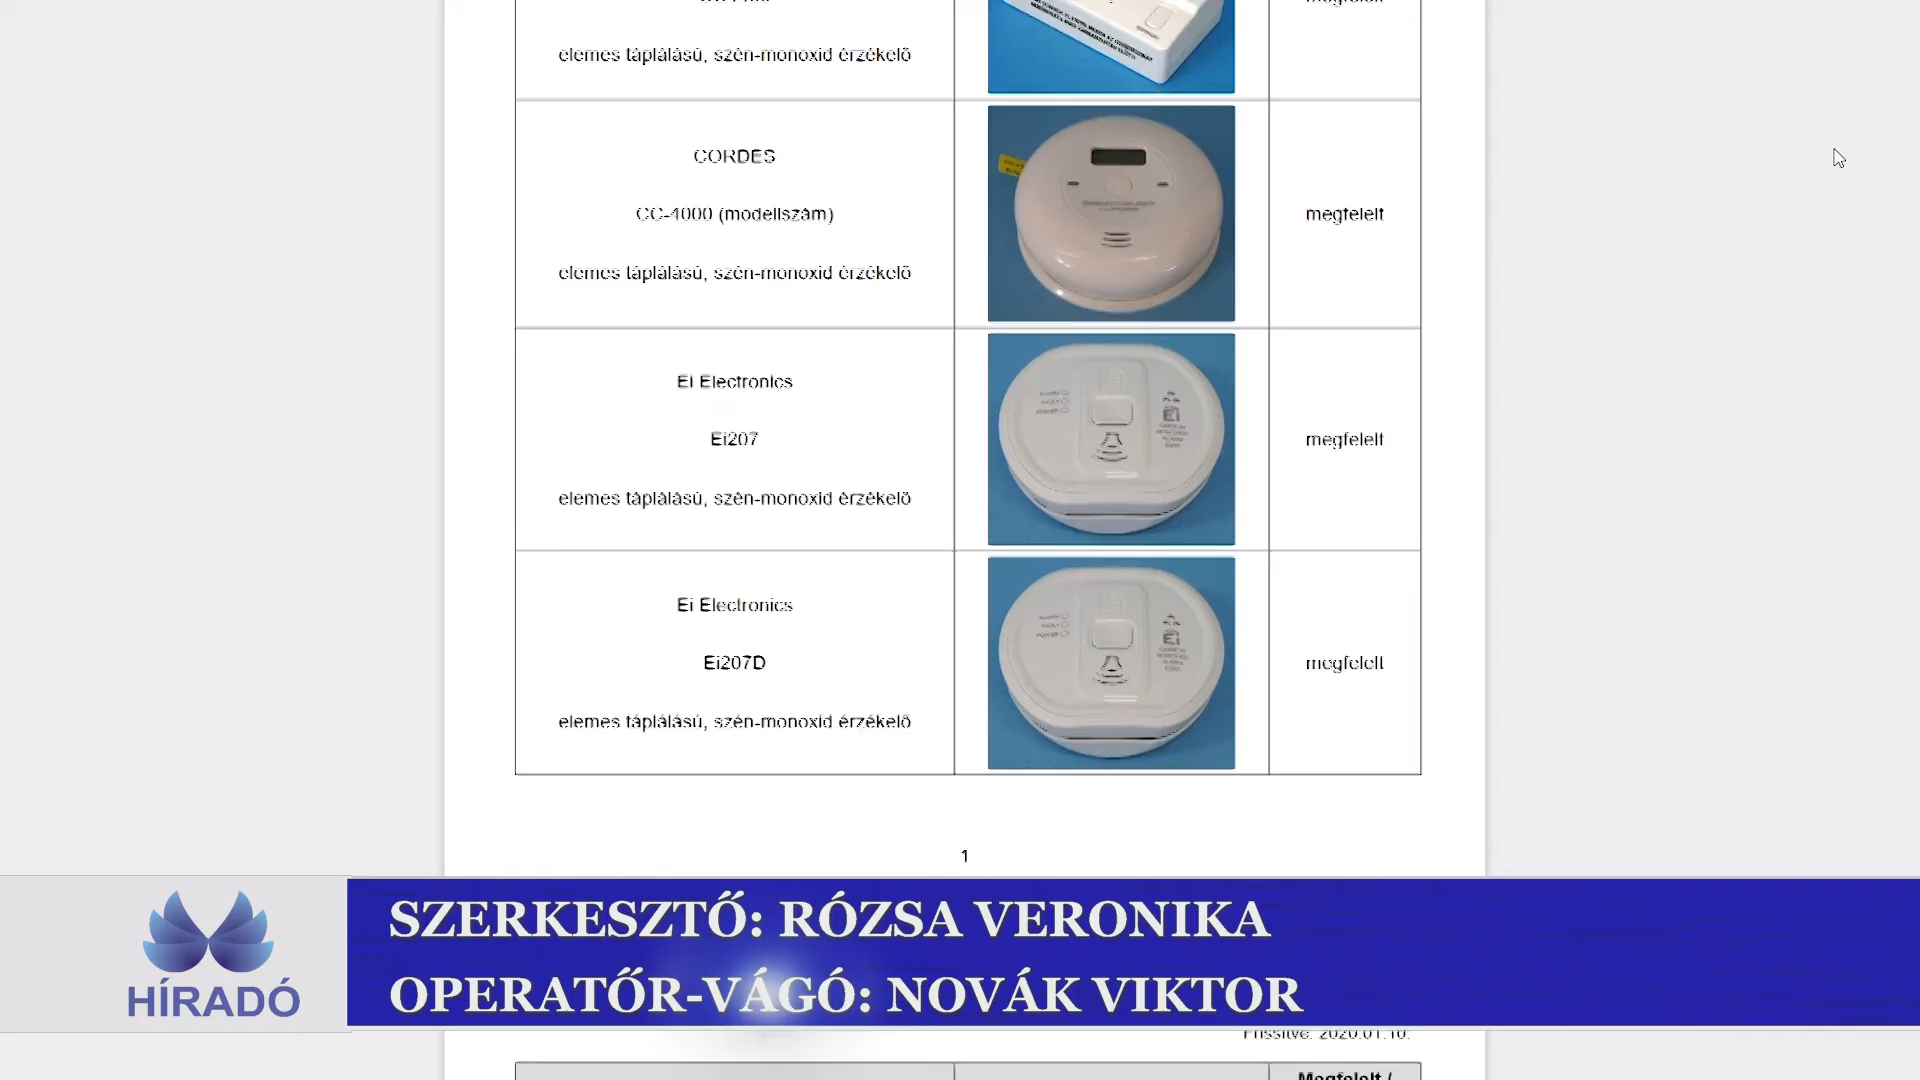 elemes táplálású, szén-monoxid érzékelő
CORDES
CC-4000 (modellszám)
elemes táplálású, szén-monoxid érzékelő
megfelelt
Ei Electronics
Ei207
elemes táplálású, szén-monoxid érzékelő
megfelelt
Ei Electronics
Ei207D
elemes táplálású, szén-monoxid érzékelő
megfelelt
1
HÍRADÓ
SZERKESZTŐ: RÓZSA VERONIKA
OPERATŐR-VÁGÓ: NOVÁK VIKTOR
Frissítve: 2020.01.10.
Megfelelt /